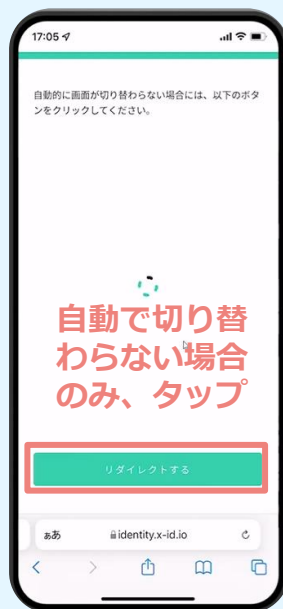 17:05
自動的に画面が切り替わらない場合には、以下のボタ
ンをクリックしてください。
自動で切り替
わらない場合
のみ、タップ
リダイレクトする
ぁあ
identity.x-id.io